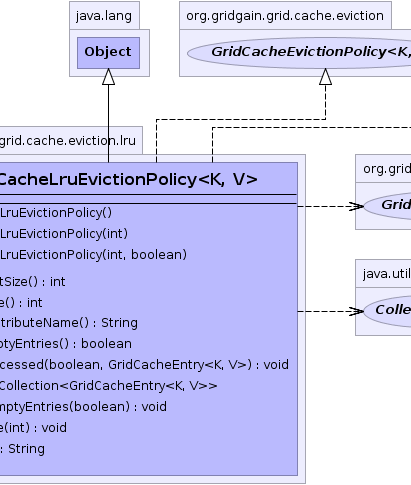 java.lang
org.gridgain.grid.cache.eviction
Object
GridCacheEvictionPolicy<K,
grid.cache.eviction.lru
CacheLruEvictionPolicy<K, V>
org.grid
Grid
LruEvictionPolicy()
LruEvictionPolicy(int)
LruEvictionPolicy(int, boolean)
java.util
Colle
tSize() : int
e() : int
tributeName() : String
ptyEntries() : boolean
cessed(boolean, GridCacheEntry<K, V>) : void
Collection<GridCacheEntry<K, V>>
mptyEntries(boolean) : void
e(int) : void
: String